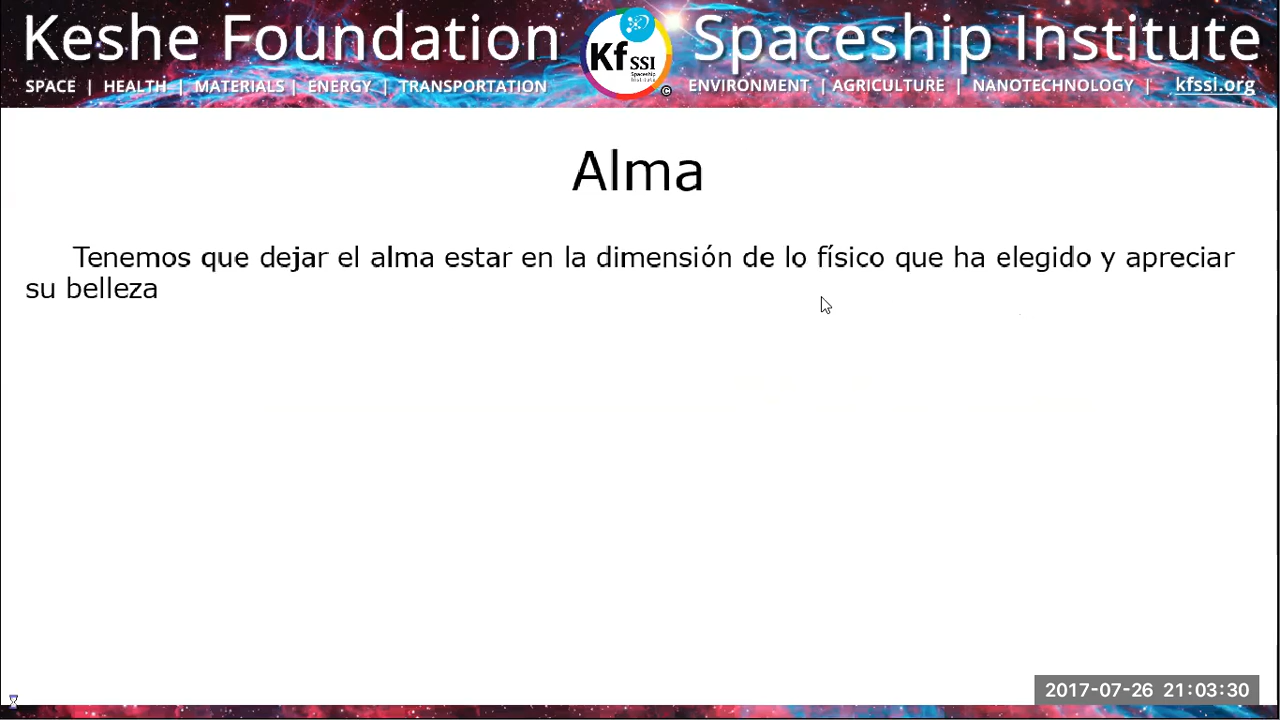 Keshe Foundation Spaceship Institute
SPACE | HEALTH | MATERIALS | ENERGY | TRANSPORTATION
Kf SSI
Spaceship
Institute
©
ENVIRONMENT | AGRICULTURE | NANOTECHNOLOGY | kfssi.org
Alma
Tenemos que dejar el alma estar en la dimensión de lo físico que ha elegido y apreciar
su belleza
2017-07-26 21:03:30